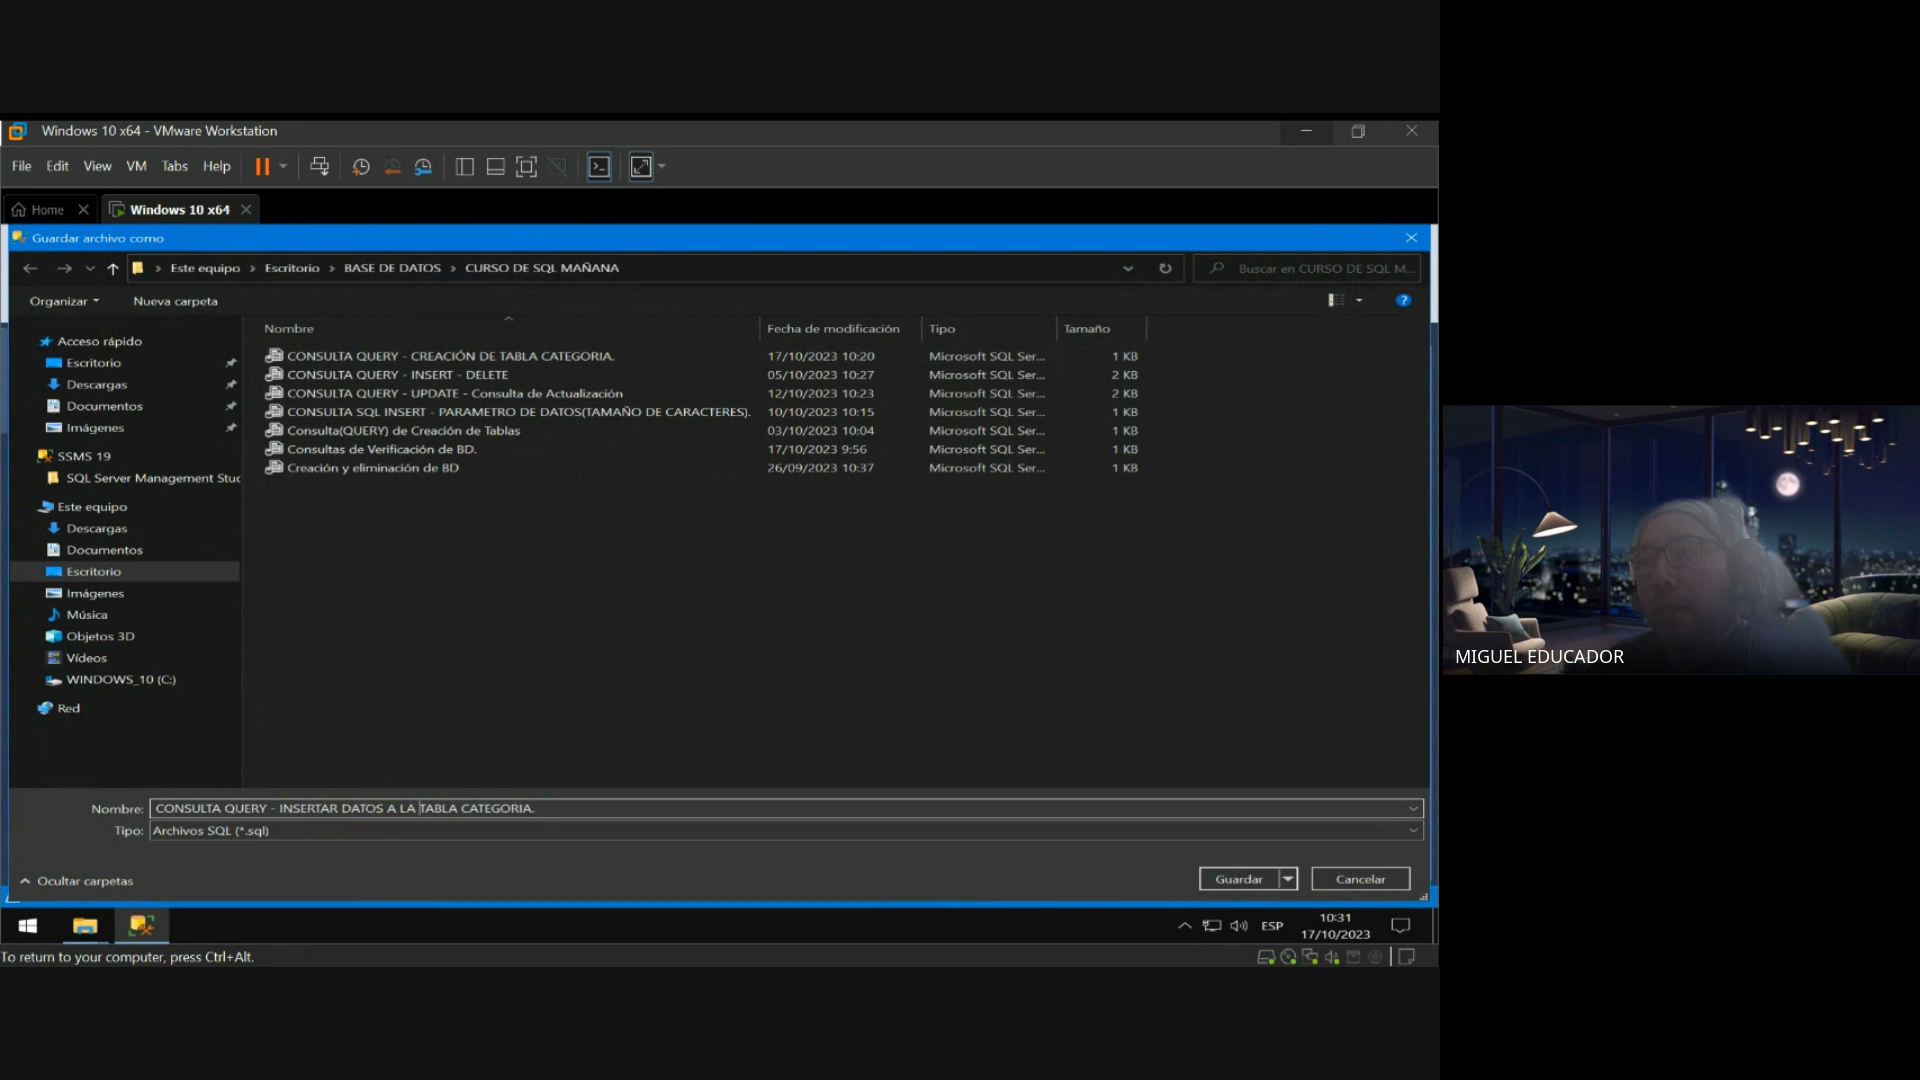 Windows 10 x64 - VMware Workstation
File Edit View VM Tabs Help
Home Windows 10 x64
Guardar archivo como
Este equipo > Escritorio > BASE DE DATOS > CURSO DE SQL MAÑANA
Buscar en CURSO DE SQL M...
Organizar Nueva carpeta
Nombre Fecha de modificación Tipo Tamaño
CONSULTA QUERY - CREACIÓN DE TABLA CATEGORIA. 17/10/2023 10:20 Microsoft SQL Ser... 1 KB
CONSULTA QUERY - INSERT - DELETE 05/10/2023 10:27 Microsoft SQL Ser... 2 KB
CONSULTA QUERY - UPDATE - Consulta de Actualización 12/10/2023 10:23 Microsoft SQL Ser... 2 KB
CONSULTA SQL INSERT - PARAMETRO DE DATOS(TAMAÑO DE CARACTERES). 10/10/2023 10:15 Microsoft SQL Ser... 1 KB
Consulta(QUERY) de Creación de Tablas 03/10/2023 10:04 Microsoft SQL Ser... 1 KB
Consultas de Verificación de BD. 17/10/2023 9:56 Microsoft SQL Ser... 1 KB
Creación y eliminación de BD 26/09/2023 10:37 Microsoft SQL Ser... 1 KB
Acceso rápido
Escritorio
Descargas
Documentos
Imágenes
SSMS 19
SQL Server Management Stuc
Este equipo
Descargas
Documentos
Escritorio
Imágenes
Música
Objetos 3D
Vídeos
WINDOWS_10 (C:)
Red
Nombre: CONSULTA QUERY - INSERTAR DATOS A LA TABLA CATEGORIA.
Tipo: Archivos SQL (*.sql)
Ocultar carpetas
Guardar Cancelar
ESP
10:31
17/10/2023
To return to your computer, press Ctrl+Alt.
MIGUEL EDUCADOR